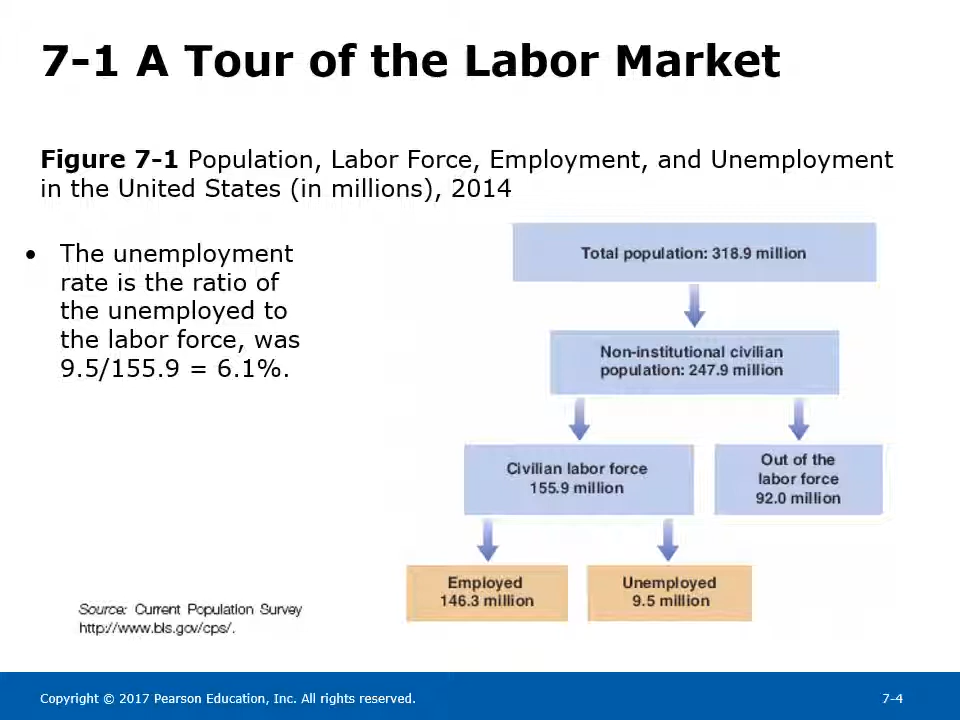 7-1 A Tour of the Labor Market
Figure 7-1 Population, Labor Force, Employment, and Unemployment
in the United States (in millions), 2014
• The unemployment
rate is the ratio of
the unemployed to
the labor force, was
9.5/155.9 = 6.1%.
Total population: 318.9 million
Non-institutional civilian
population: 247.9 million
Civilian labor force
155.9 million
Out of the
labor force
92.0 million
Employed
146.3 million
Unemployed
9.5 million
Source: Current Population Survey
http://www.bls.gov/cps/.
Copyright © 2017 Pearson Education, Inc. All rights reserved.
7-4